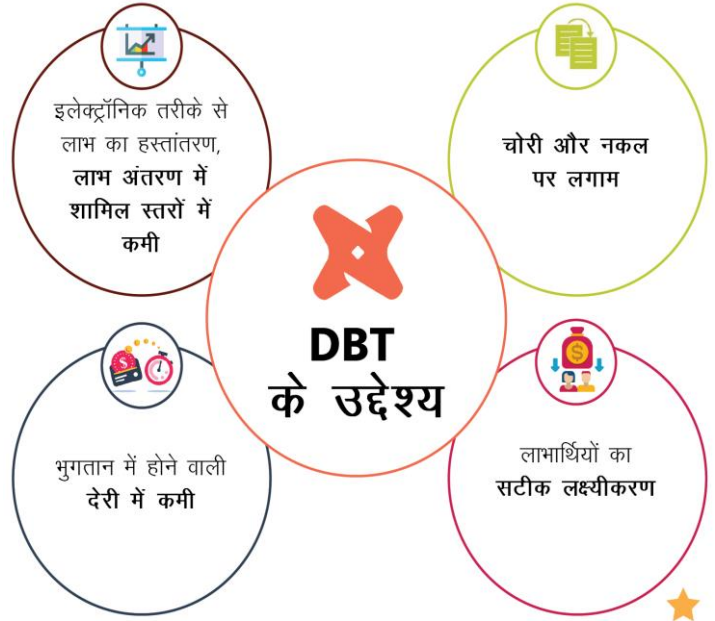 इलेक्ट्रॉनिक तरीके से
लाभ का हस्तांतरण,
लाभ अंतरण में
शामिल स्तरों में
कमी
चोरी और नकल
पर लगाम
DBT
के उद्देश्य
भुगतान में होने वाली
देरी में कमी
लाभार्थियों का
सटीक लक्ष्यीकरण